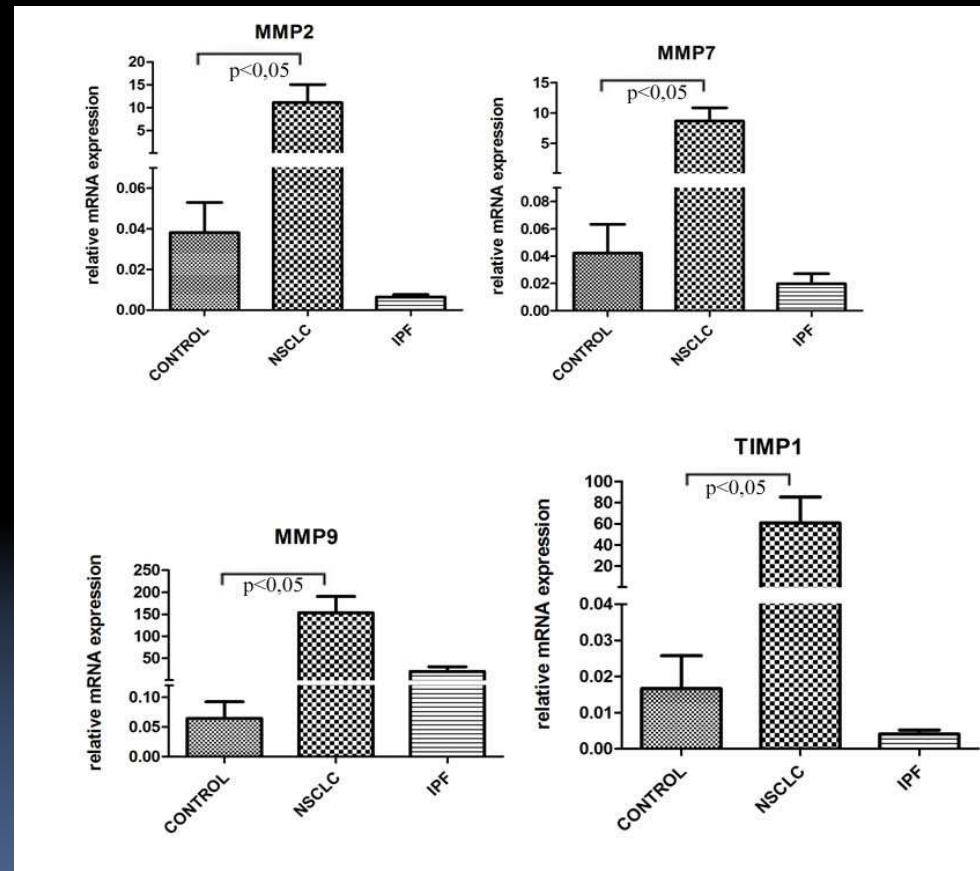 MMP2
p<0,05
relative mRNA expression
20
15
10
5
0.06
0.04
0.02
0.00
CONTROL
NSCLC
IPF
MMP7
p<0,05
relative mRNA expression
15
10
5
0.08
0.06
0.04
0.02
0.00
CONTROL
NSCLC
IPF
MMP9
p<0,05
relative mRNA expression
250
200
150
100
50
0.10
0.05
0.00
CONTROL
NSCLC
IPF
TIMP1
p<0,05
relative mRNA expression
100
80
60
40
20
0.04
0.03
0.02
0.01
0.00
CONTROL
NSCLC
IPF